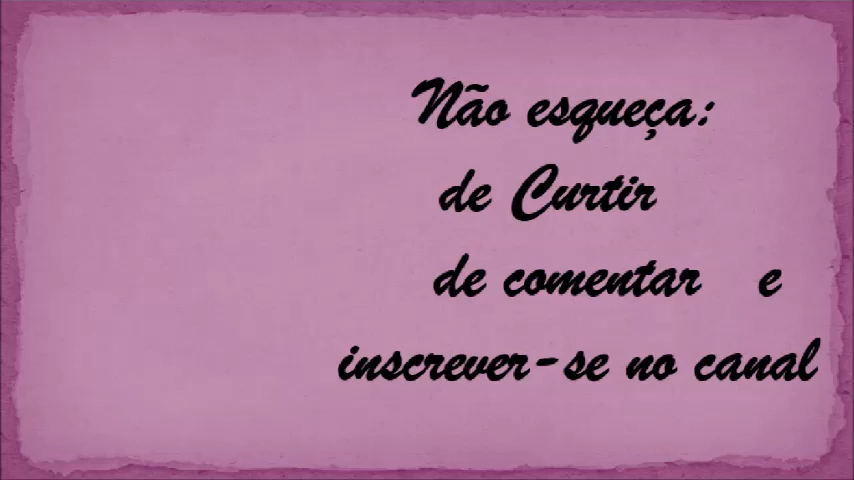 Não esqueça:
de Curtir
de comentar e
inscrever-se no canal